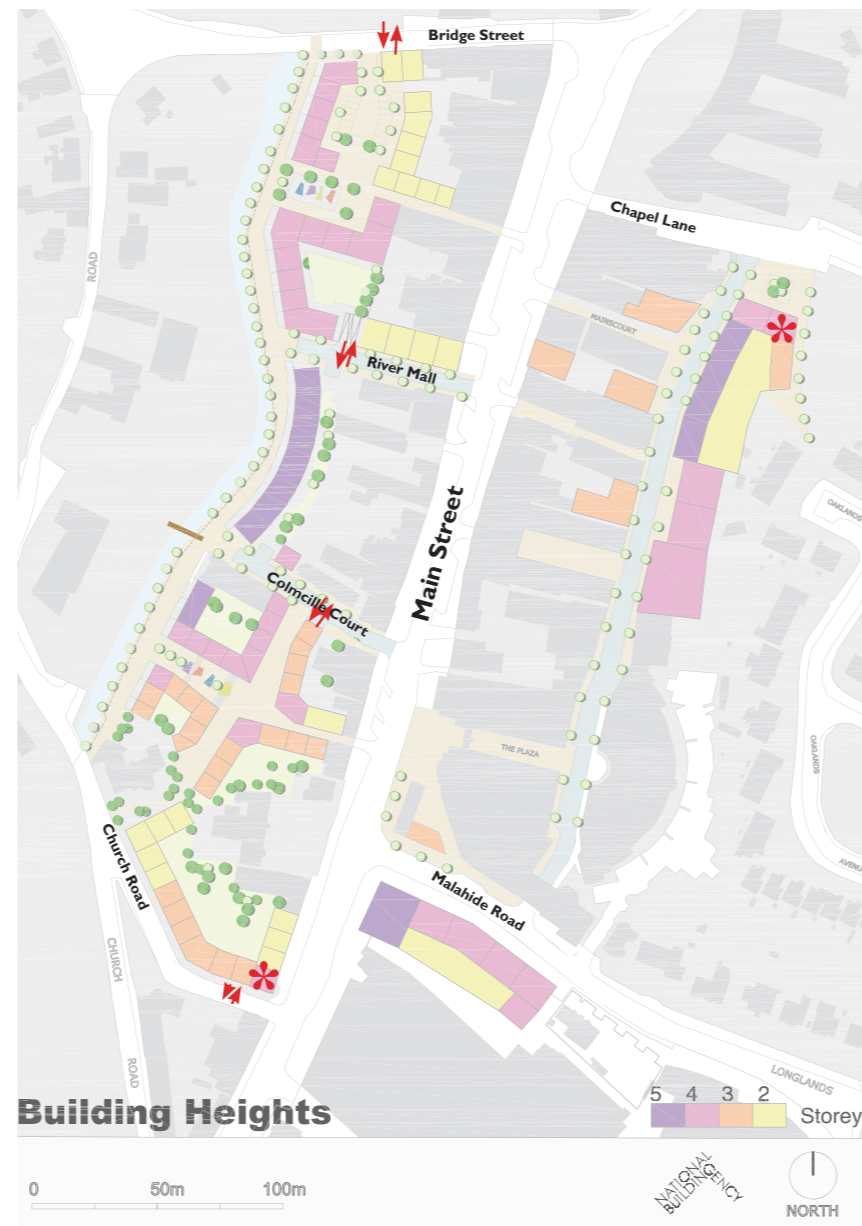 Bridge Street
Chapel Lane
ROAD
MAINSCOURT
River Mall
Main Street
OAKLANDS
Colmcille Court
OAKLANDS
THE PLAZA
AVENU
Church Road
Malahide Road
CHURCH
ROAD
LONGLANDS
Building Heights
5 4 3 2
Storey
0 50m 100m
NATIONAL
BUILDING AGENCY
NORTH